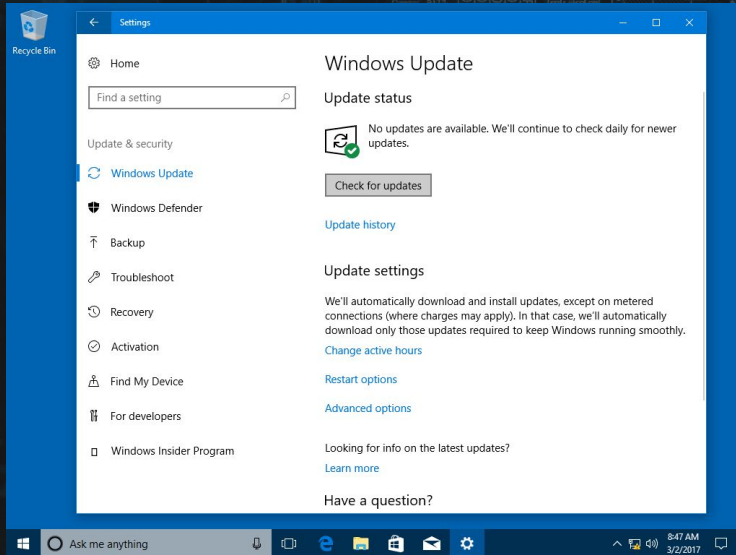 Settings
Recycle Bin
Home
Find a setting
Update & security
Windows Update
Windows Defender
Backup
Troubleshoot
Recovery
Activation
Find My Device
For developers
Windows Insider Program
Windows Update
Update status
No updates are available. We'll continue to check daily for newer
updates.
Check for updates
Update history
Update settings
We'll automatically download and install updates, except on metered
connections (where charges may apply). In that case, we'll automatically
download only those updates required to keep Windows running smoothly.
Change active hours
Restart options
Advanced options
Looking for info on the latest updates?
Learn more
Have a question?
Ask me anything
8:47 AM
3/2/2017